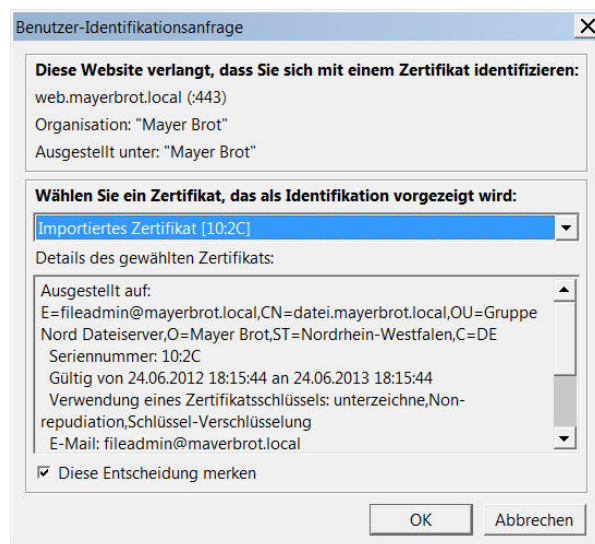 Benutzer-Identifikationsanfrage
Diese Website verlangt, dass Sie sich mit einem Zertifikat identifizieren:
web.mayerbrot.local (:443)
Organisation: "Mayer Brot"
Ausgestellt unter: "Mayer Brot"
Wählen Sie ein Zertifikat, das als Identifikation vorgezeigt wird:
Importiertes Zertifikat [10:2C]
Details des gewählten Zertifikats:
Ausgestellt auf:
E=fileadmin@mayerbrot.local,CN=datei.mayerbrot.local,OU=Gruppe
Nord Dateiserver,O=Mayer Brot,ST=Nordrhein-Westfalen,C=DE
Seriennummer: 10:2C
Gültig von 24.06.2012 18:15:44 an 24.06.2013 18:15:44
Verwendung eines Zertifikatsschlüssels: unterzeichne,Non-
repudiation,Schlüssel-Verschlüsselung
E-Mail: fileadmin@maverbrot.local
Diese Entscheidung merken
OK
Abbrechen